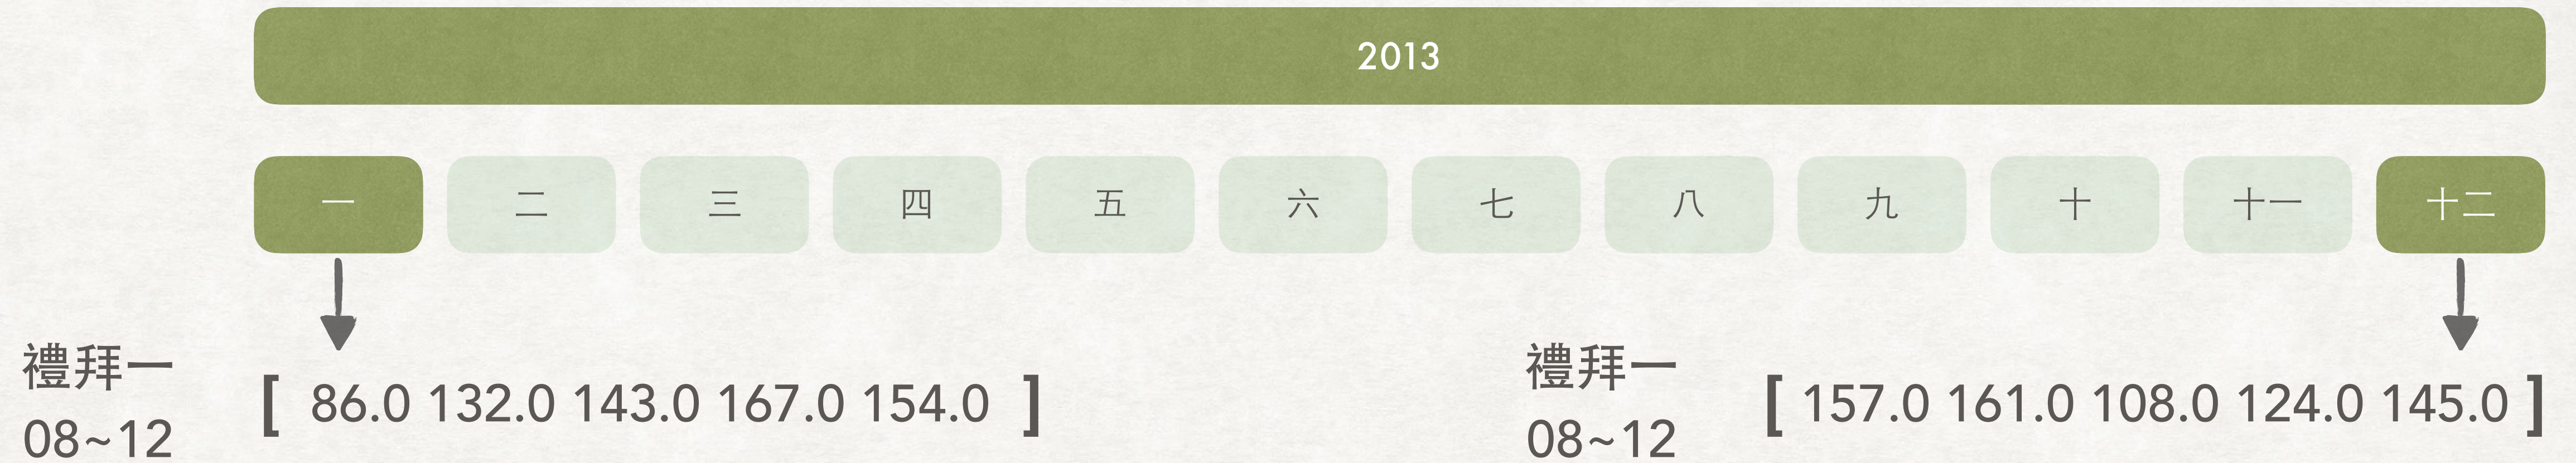 2013
一 二 三 四 五 六 七 八 九 十 十一 十二
禮拜一
08~12
[ 86.0 132.0 143.0 167.0 154.0 ]
禮拜一
08~12
[ 157.0 161.0 108.0 124.0 145.0 ]